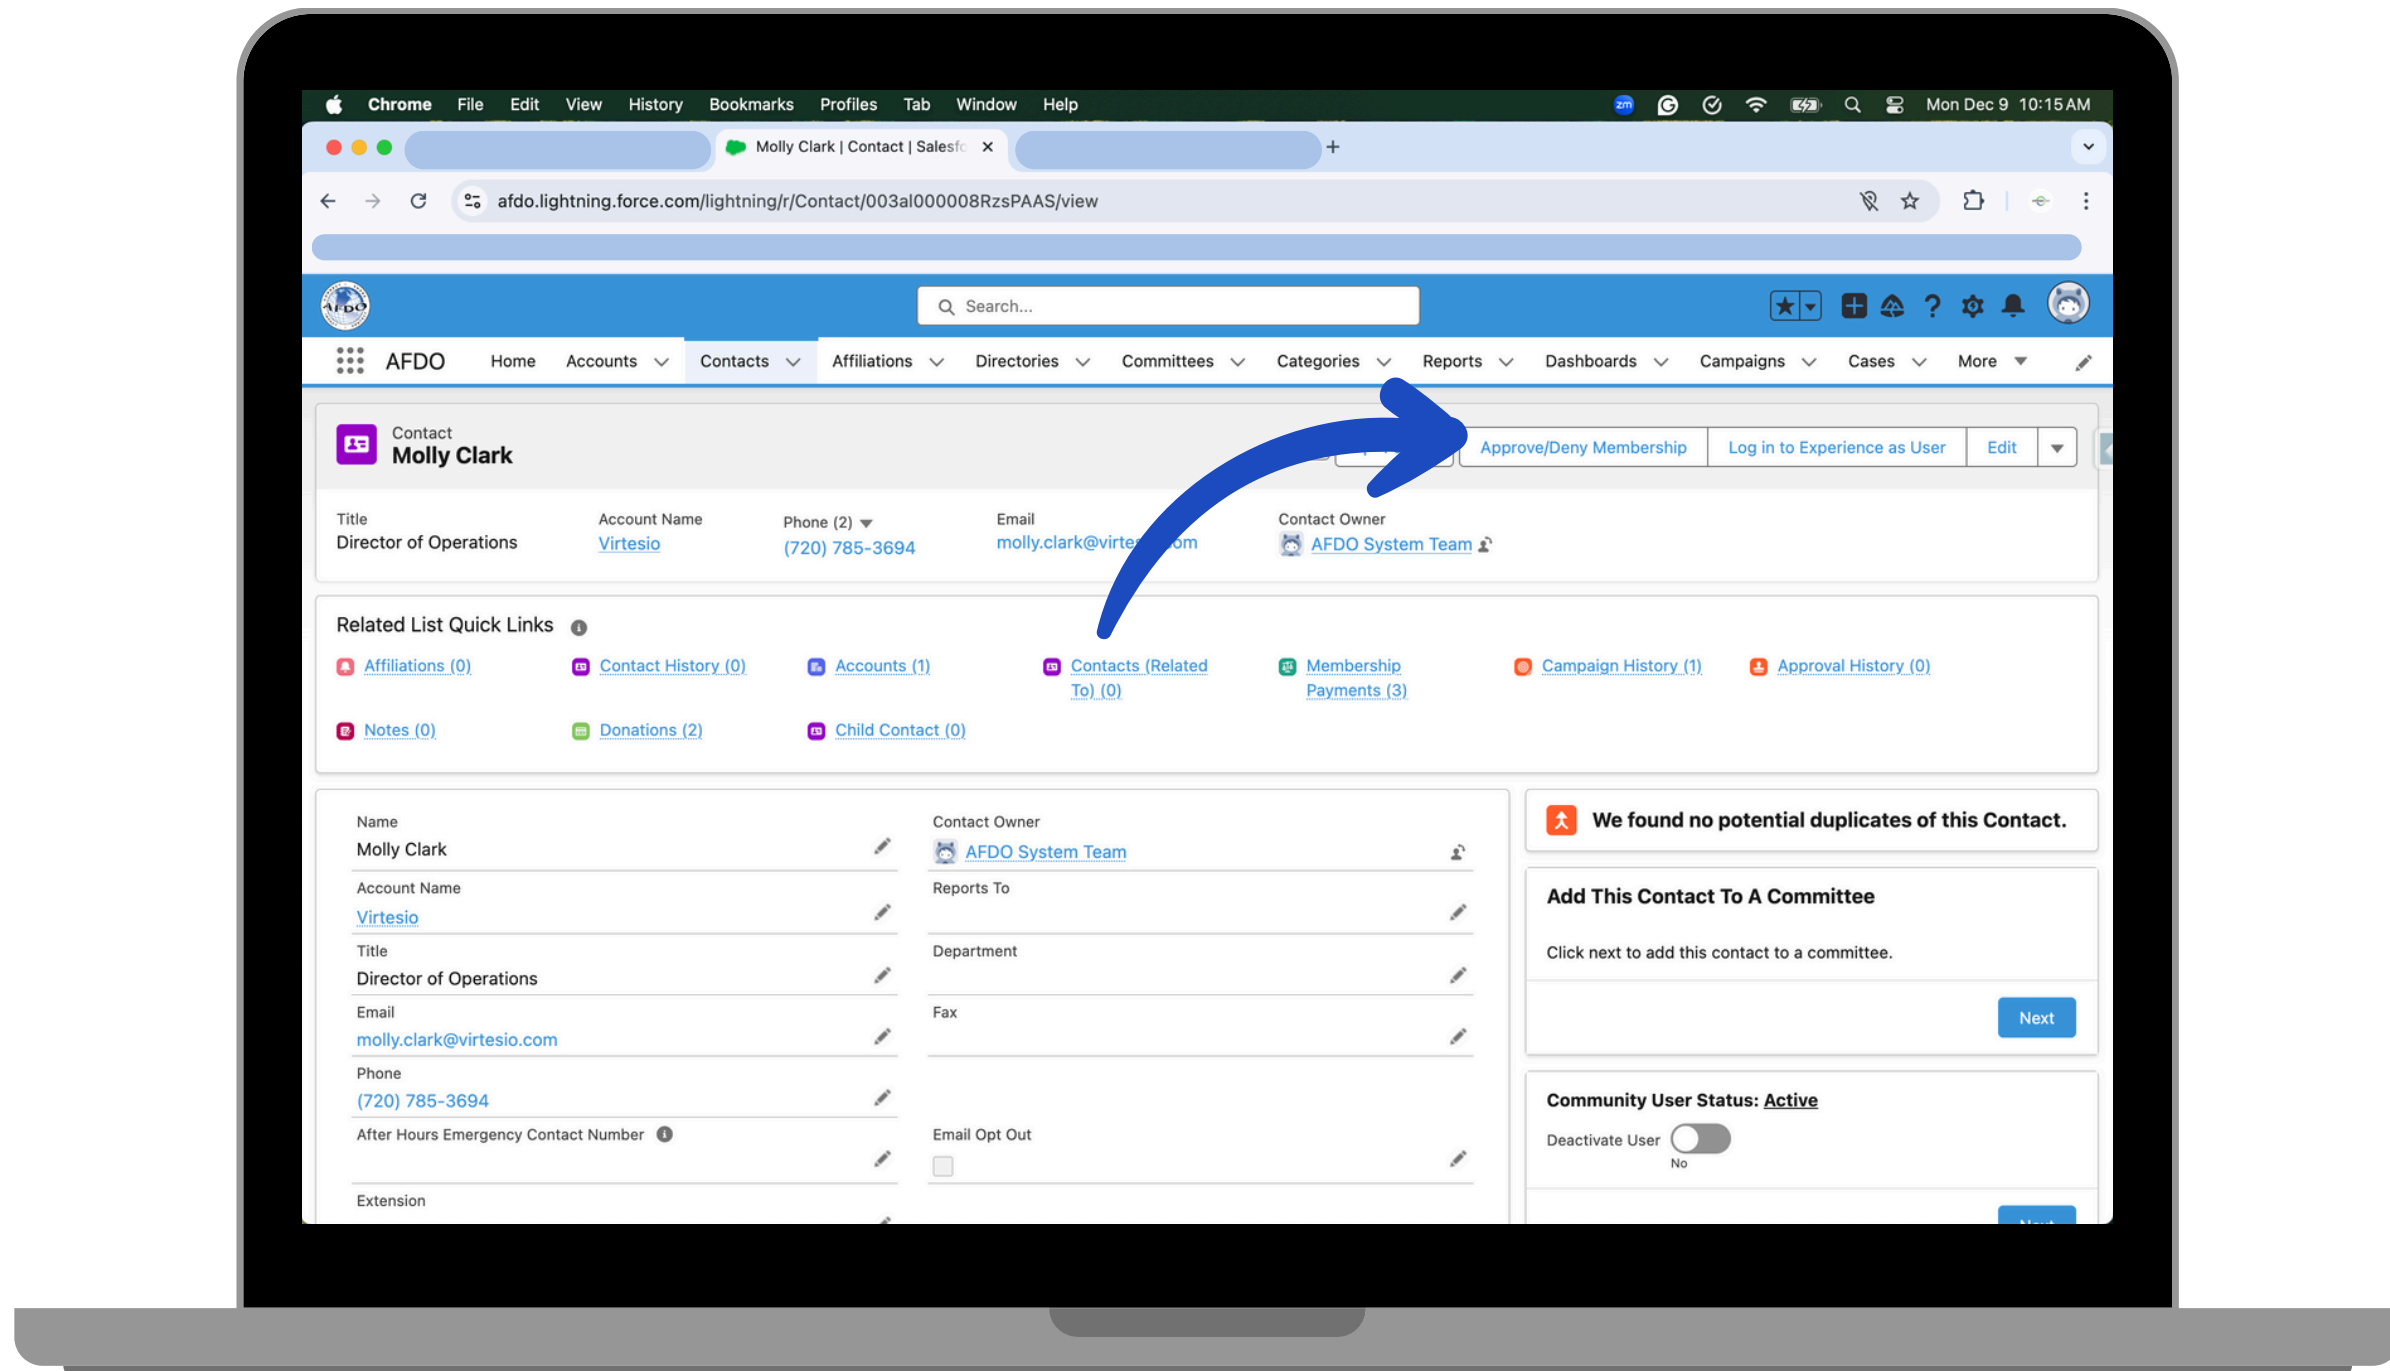 Chrome File Edit View History Bookmarks Profiles Tab Window Help zm Mon Dec 9 10:15 AM
Molly Clark | Contact | Salesfo
afdo.lightning.force.com/lightning/r/Contact/003al000008RzsPAAS/view
AFDO Search...
AFDO Home Accounts Contacts Affiliations Directories Committees Categories Reports Dashboards Campaigns Cases More
Contact
Molly Clark
Approve/Deny Membership Log in to Experience as User Edit
Title Account Name Phone (2) Email Contact Owner
Director of Operations Virtesio (720) 785-3694 molly.clark@virtes om AFDO System Team
Related List Quick Links
Affiliations (0) Contact History (0) Accounts (1) Contacts (Related Membership Campaign History (1) Approval History (0)
To) (0) Payments (3)
Notes (0) Donations (2) Child Contact (0)
Name Contact Owner
Molly Clark AFDO System Team
Account Name Reports To
Virtesio
Title Department
Director of Operations
Email Fax
molly.clark@virtesio.com
Phone
(720) 785-3694
After Hours Emergency Contact Number Email Opt Out
Extension
We found no potential duplicates of this Contact.
Add This Contact To A Committee
Click next to add this contact to a committee.
Next
Community User Status: Active
Deactivate User
No